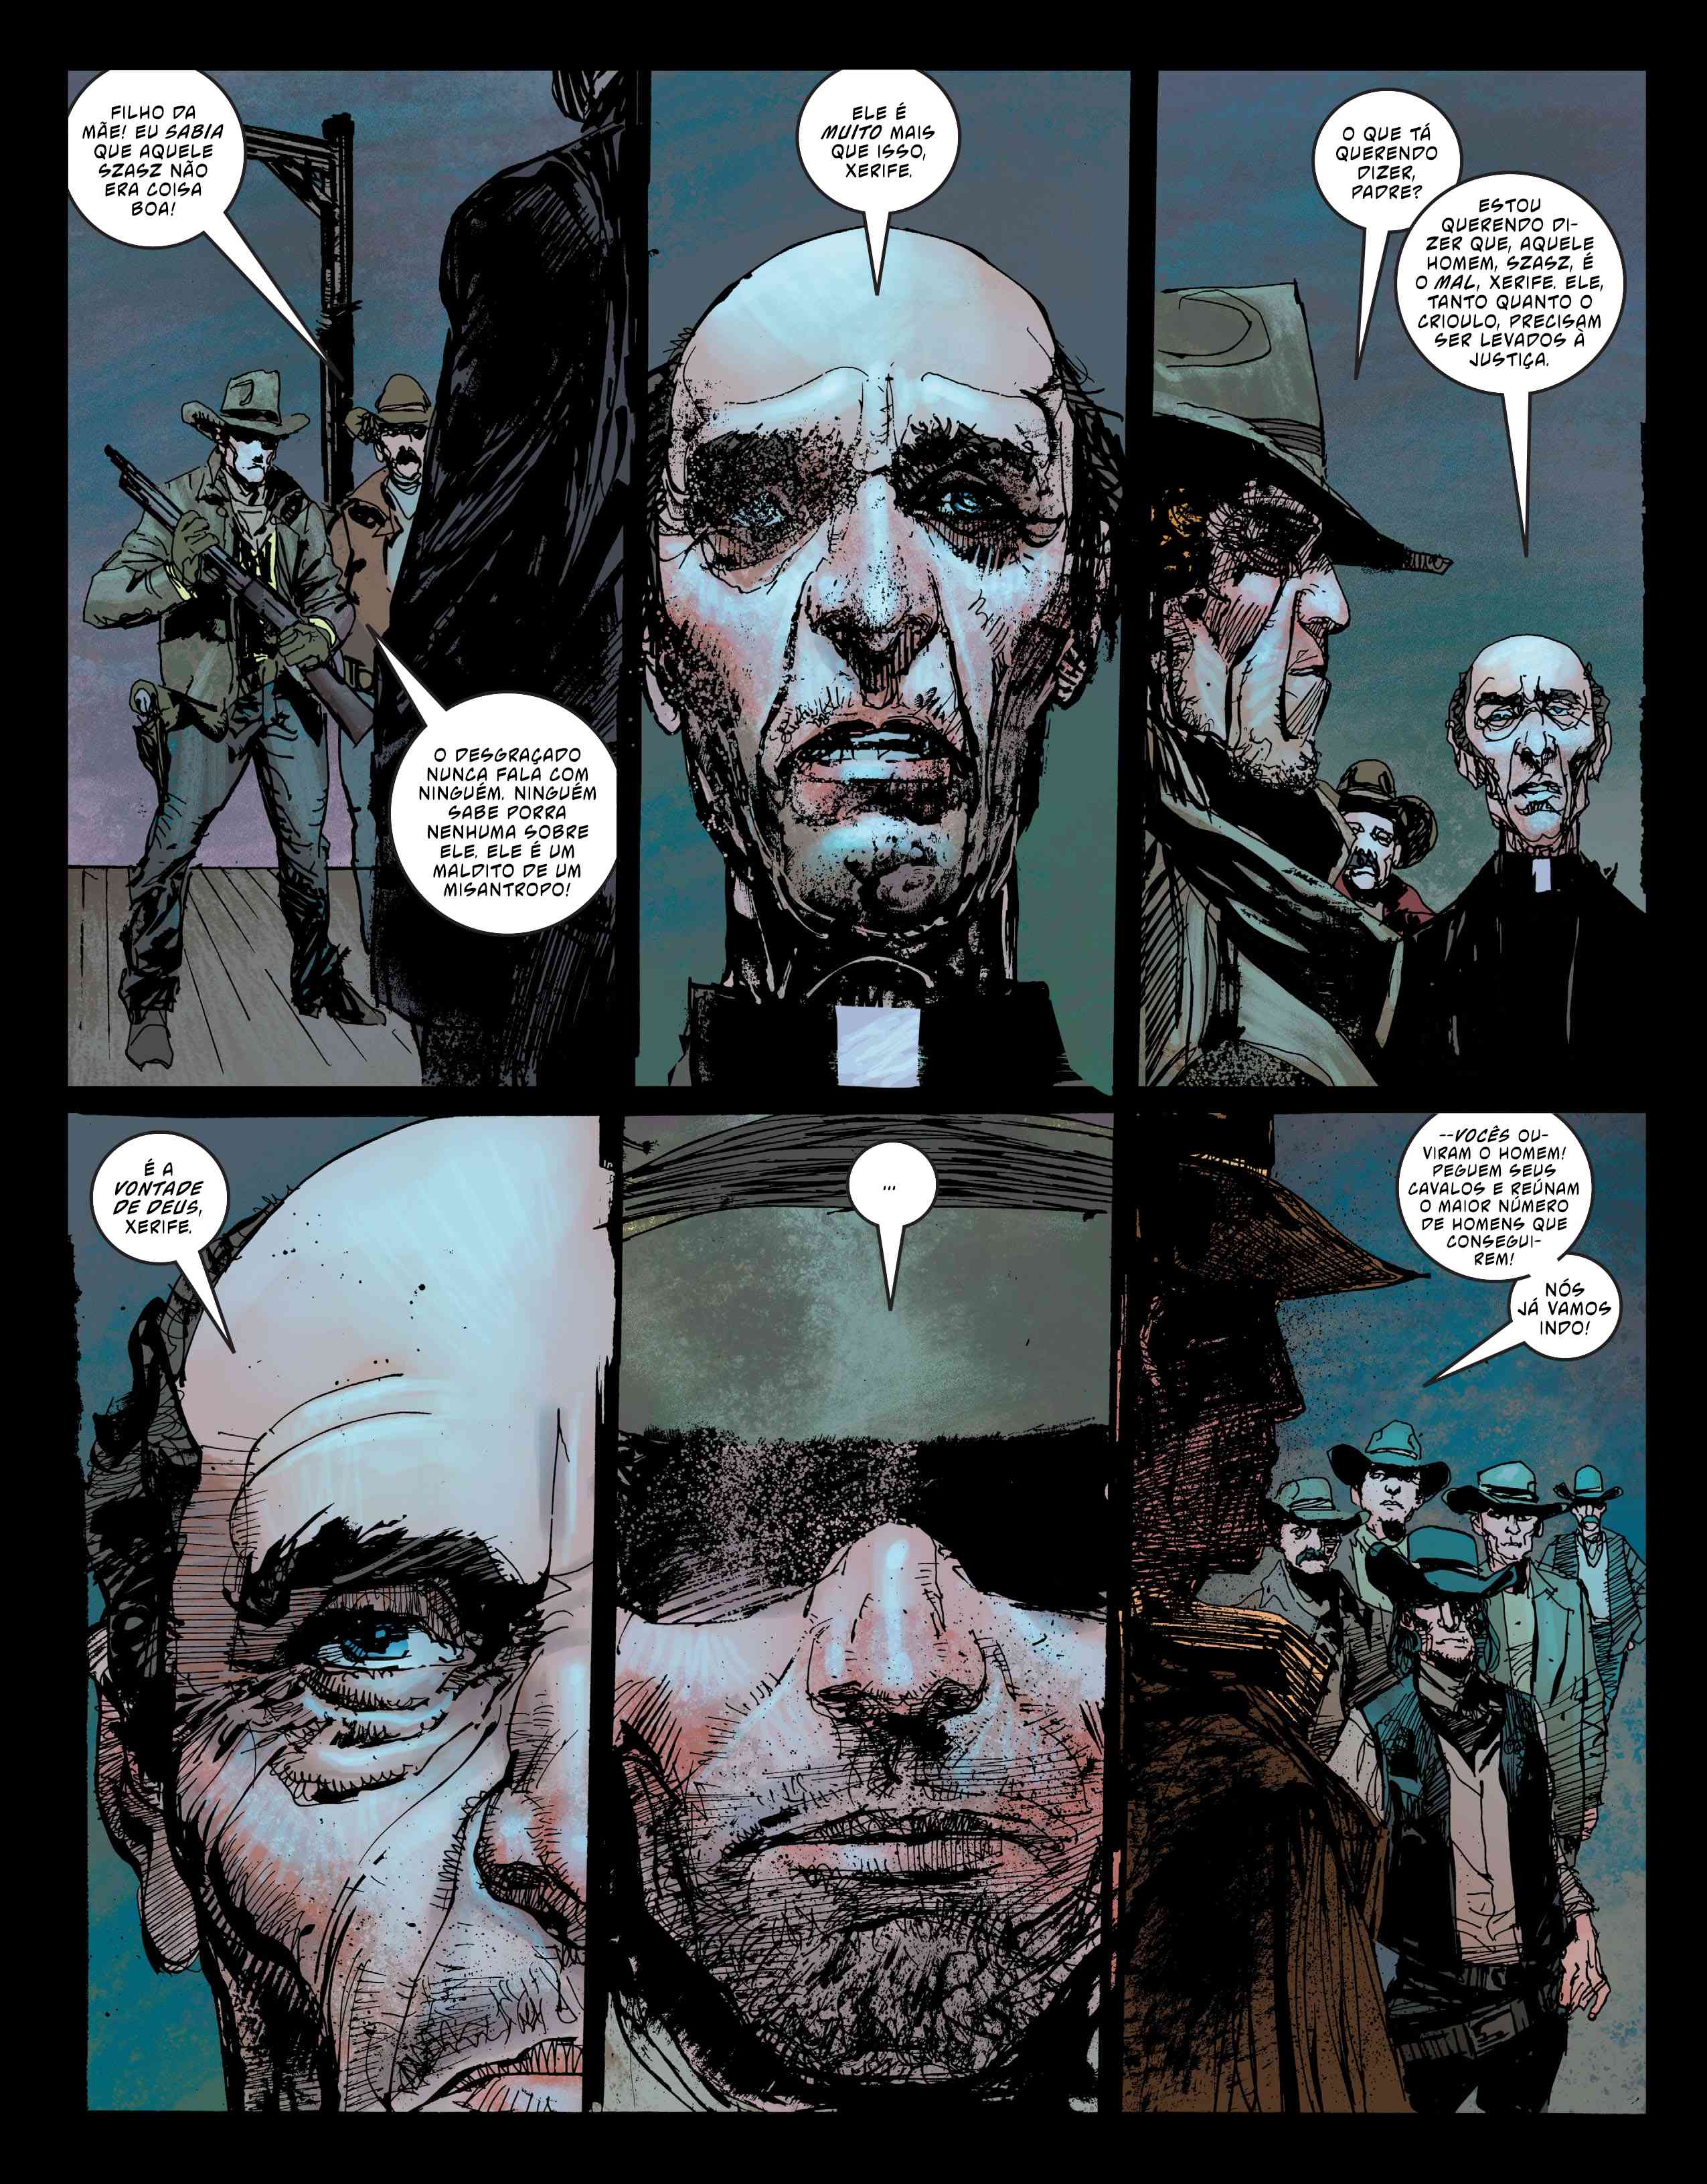 FILHO DA
MÃE! EU SABIA
QUE AQUELE
SZASZ NÃO
ERA COISA
BOA!
O DESGRAÇADO
NUNCA FALA COM
NINGUÉM. NINGUÉM
SABE PORRA
NENHUMA SOBRE
ELE. ELE É UM
MALDITO DE UM
MISANTROPO!
ELE É
MUITO MAIS
QUE ISSO,
XERIFE.
O QUE TÁ
QUERENDO
DIZER,
PADRE?
ESTOU
QUERENDO DI-
ZER QUE, AQUELE
HOMEM, SZASZ, É
O MAL, XERIFE. ELE,
TANTO QUANTO O
CRIOULO, PRECISAM
SER LEVADOS À
JUSTIÇA.
É A
VONTADE
DE DEUS,
XERIFE.
...
--VOCÊS OU-
VIRAM O HOMEM!
PEGUEM SEUS
CAVALOS E REÚNAM
O MAIOR NÚMERO
DE HOMENS QUE
CONSEGUI-
REM!
NÓS
JÁ VAMOS
INDO!